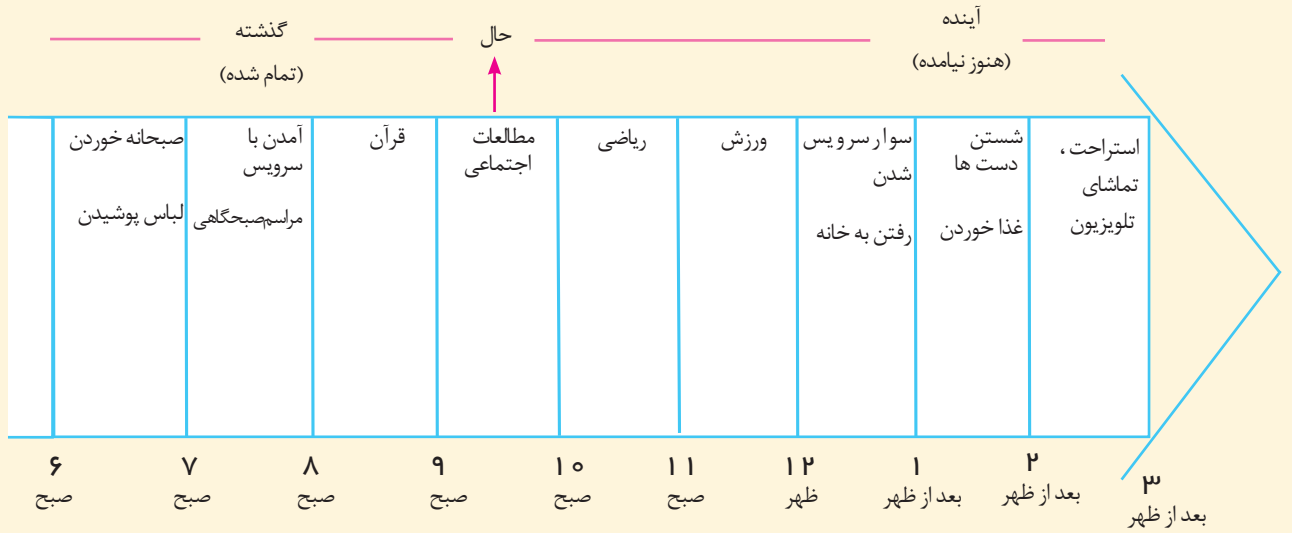 گذشته
(تمام شده)
حال
آینده
(هنوز نیامده)
صبحانه خوردن
لباس پوشیدن
آمدن با
سرویس
مراسم صبحگاهی
قرآن
مطالعات
اجتماعی
ریاضی
ورزش
سوار سرویس
شدن
رفتن به خانه
شستن
دست ها
غذا خوردن
استراحت ،
تماشای
تلویزیون
۶
صبح
۷
صبح
۸
صبح
۹
صبح
۱۰
صبح
۱۱
صبح
۱۲
ظهر
۱
بعد از ظهر
۲
بعد از ظهر
۳
بعد از ظهر